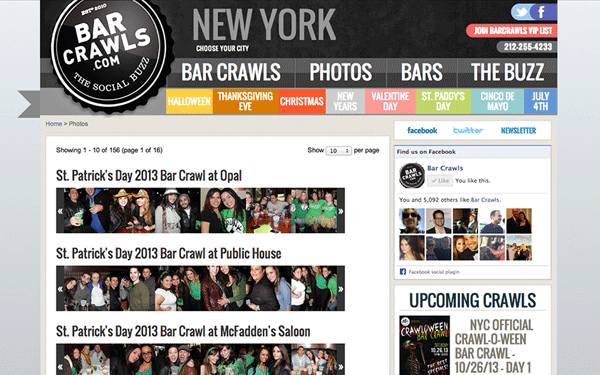 EST 2010
BAR
CRAWLS
.COM
THE SOCIAL BUZZ
NEW YORK
CHOOSE YOUR CITY
JOIN BARCRAWLS VIP LIST
212-255-4233
BAR CRAWLS PHOTOS BARS THE BUZZ
HALLOWEEN THANKSGIVING EVE CHRISTMAS NEW YEARS VALENTINE DAY ST. PADDY'S DAY CINCO DE MAYO JULY 4TH
Home > Photos
Showing 1 - 10 of 156 (page 1 of 16) Show 10 per page
St. Patrick's Day 2013 Bar Crawl at Opal
St. Patrick's Day 2013 Bar Crawl at Public House
St. Patrick's Day 2013 Bar Crawl at McFadden's Saloon
facebook twitter NEWSLETTER
Find us on Facebook
Bar Crawls
Like You like this.
You and 5,092 others like Bar Crawls.
Facebook social plugin
UPCOMING CRAWLS
CRAWLOWEEN
BAR CRAWL
SATURDAY
10.26.13
NYC OFFICIAL
CRAWL-O-WEEN
BAR CRAWL -
10/26/13 - DAY 1